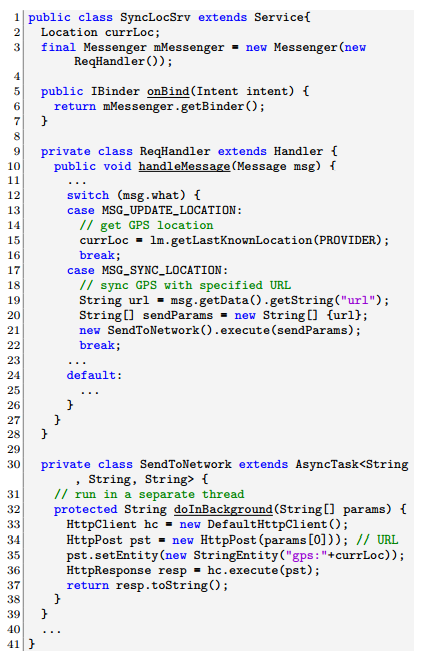 1 public class SyncLocSrv extends Service{
2   Location currLoc;
3   final Messenger mMessenger = new Messenger(new
        ReqHandler());
4
5   public IBinder onBind(Intent intent) {
6     return mMessenger.getBinder();
7   }
8
9   private class ReqHandler extends Handler {
10     public void handleMessage(Message msg) {
11       ...
12       switch (msg.what) {
13       case MSG_UPDATE_LOCATION:
14         // get GPS location
15         currLoc = lm.getLastKnownLocation(PROVIDER);
16         break;
17       case MSG_SYNC_LOCATION:
18         // sync GPS with specified URL
19         String url = msg.getData().getString("url");
20         String[] sendParams = new String[] {url};
21         new SendToNetwork().execute(sendParams);
22         break;
23       ...
24       default:
25         ...
26       }
27     }
28   }
29
30   private class SendToNetwork extends AsyncTask<String
        , String, String> {
31     // run in a separate thread
32     protected String doInBackground(String[] params) {
33       HttpClient hc = new DefaultHttpClient();
34       HttpPost pst = new HttpPost(params[0])); // URL
35       pst.setEntity(new StringEntity("gps:"+currLoc));
36       HttpResponse resp = hc.execute(pst);
37       return resp.toString();
38     }
39   }
40   ...
41 }